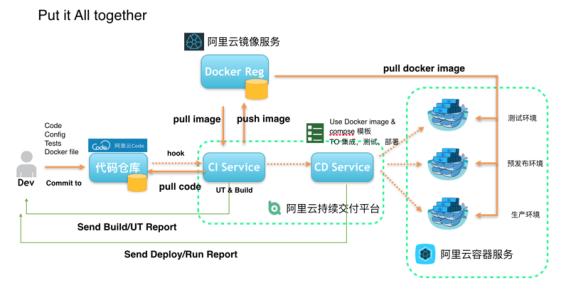 Put it All together
阿里云镜像服务
Docker Reg
pull docker image
pull image
push image
Use Docker image &
compose 模板
TO 集成，测试，部署
Code
Config
Tests
Docker file
Code 阿里云Code
代码仓库
hook
CI Service
CD Service
测试环境
预发布环境
生产环境
Dev
Commit to
pull code
UT & Build
阿里云持续交付平台
Send Build/UT Report
Send Deploy/Run Report
阿里云容器服务